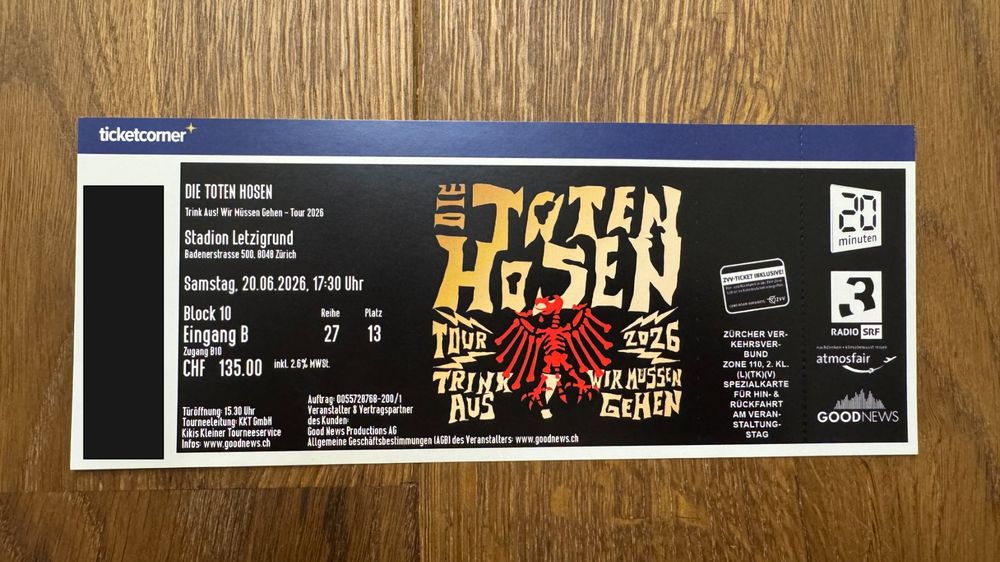 ticketcorner
DIE TOTEN HOSEN
Trink Aus! Wir Müssen Gehen - Tour 2026
Stadion Letzigrund
Badenerstrasse 500, 8048 Zürich
Samstag, 20.06.2026, 17:30 Uhr
Block 10 Reihe Platz
Eingang B 27 13
Zugang B10
CHF 135.00 inkl. 2.6% MWSt.
Türöffnung: 15.30 Uhr
Tourneeleitung: KKT GmbH
Kikis Kleiner Tourneeservice
Infos: www.goodnews.ch
Auftrag: 0055728768-200/1
Veranstalter & Vertragspartner
des Kunden:
Good News Productions AG
Allgemeine Geschäftsbestimmungen (AGB) des Veranstalters: www.goodnews.ch
DIE TOTEN
HOSEN
TOUR 2026
TRINK WIR MÜSSEN
AUS GEHEN
ZVV-TICKET INKLUSIVE!
ZVV
ZÜRCHER VER-
KEHRSVER-
BUND
ZONE 110, 2. KL.
(L)(TK)(V)
SPEZIALKARTE
FÜR HIN- &
RÜCKFAHRT
AM VERAN-
STALTUNG-
STAG
20
minuten
3
RADIO SRF
nachdenken • klimabewusst reisen
atmosfair
GOODNEWS